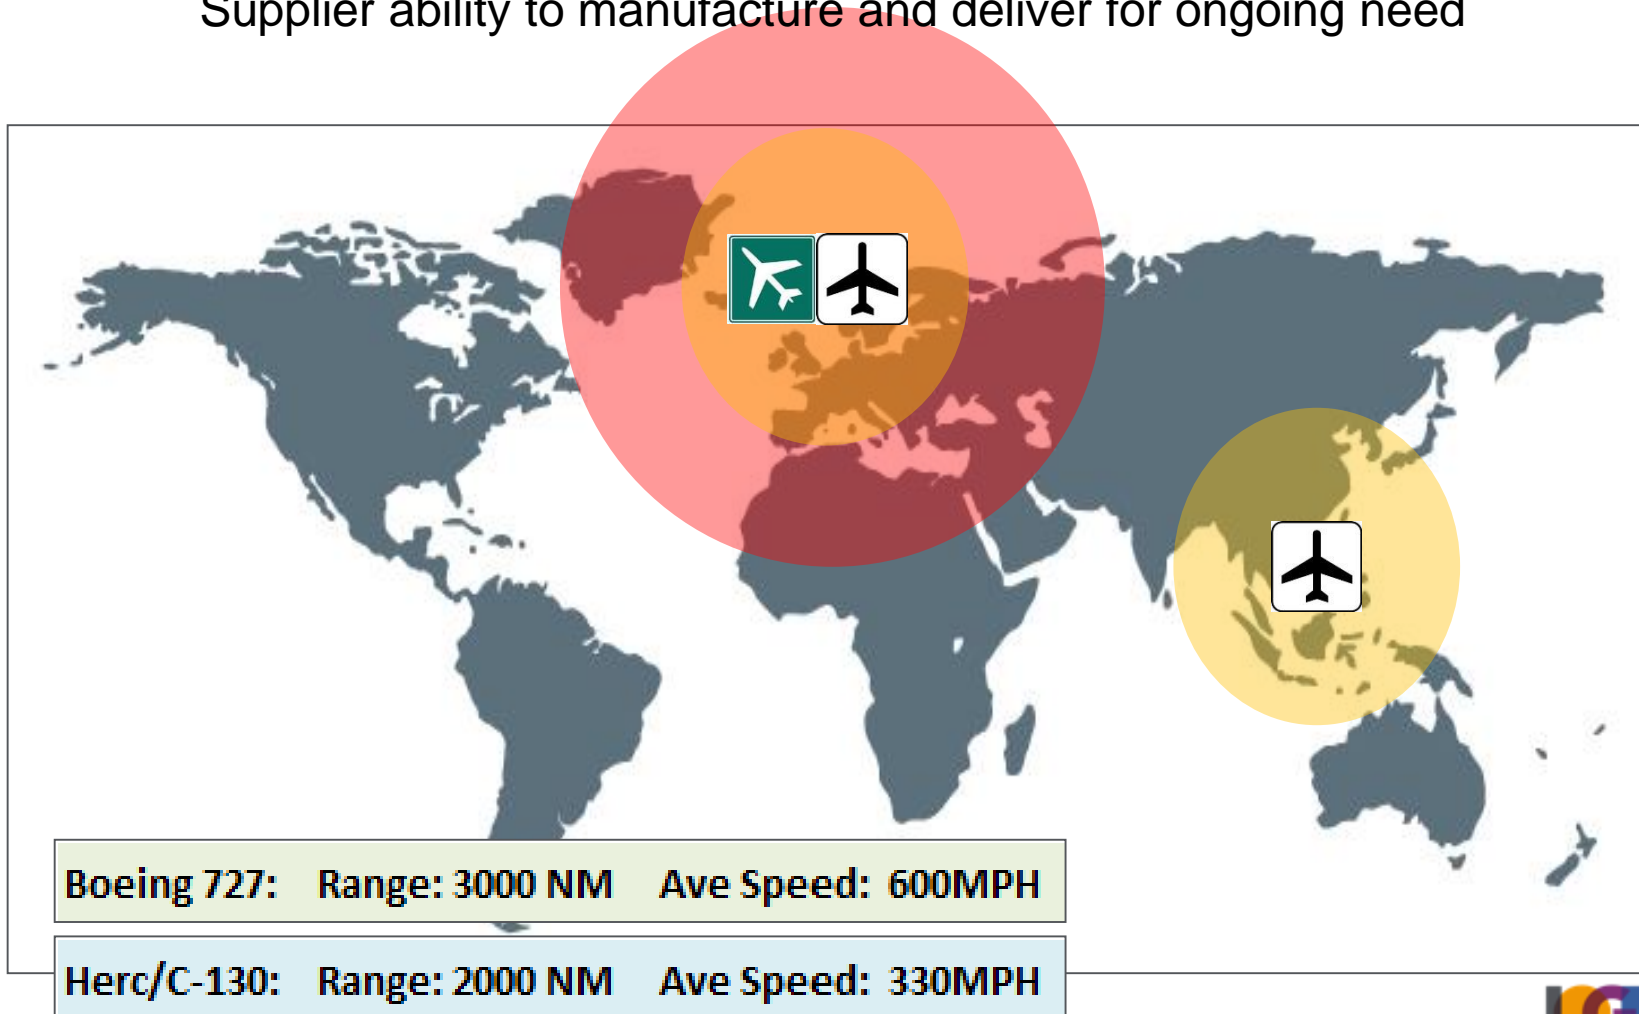 Supplier ability to manufacture and deliver for ongoing need
Boeing 727: Range: 3000 NM Ave Speed: 600MPH
Herc/C-130: Range: 2000 NM Ave Speed: 330MPH